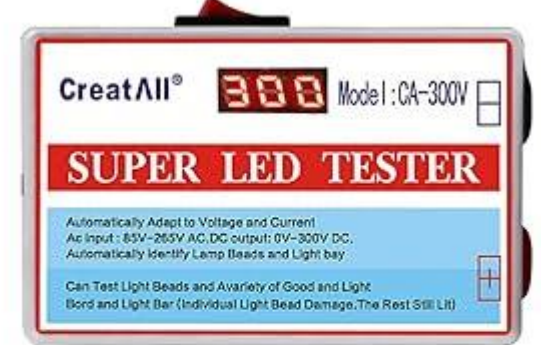 CreatAll®
300
Model:CA-300V
SUPER LED TESTER
Automatically Adapt to Voltage and Current
Ac Input : 85V-265V AC.DC output: 0V-300V DC.
Automatically Identify Lamp Beads and Light bay
Can Test Light Beads and Avariety of Good and Light
Bord and Light Bar (Individual Light Bead Damage.The Rest Still Lit)